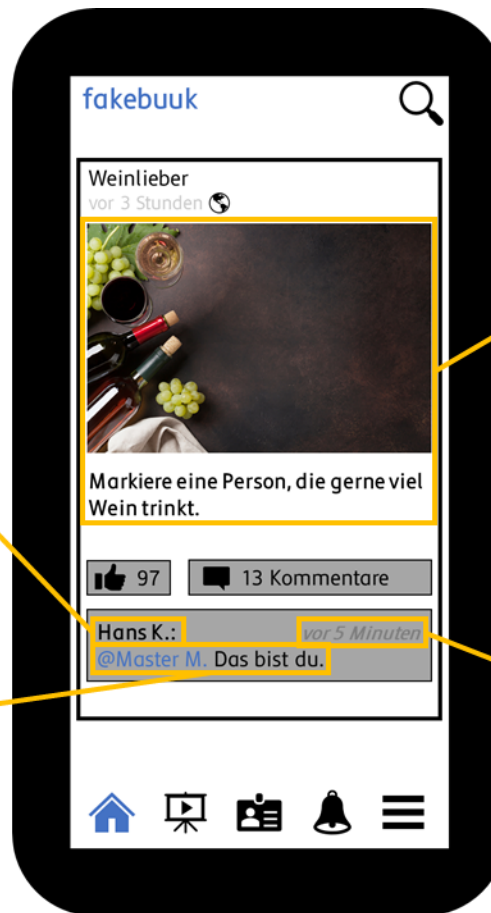 fakebuuk
Weinlieber
vor 3 Stunden
Markiere eine Person, die gerne viel
Wein trinkt.
97
13 Kommentare
Hans K.:
vor 5 Minuten
@Master M. Das bist du.